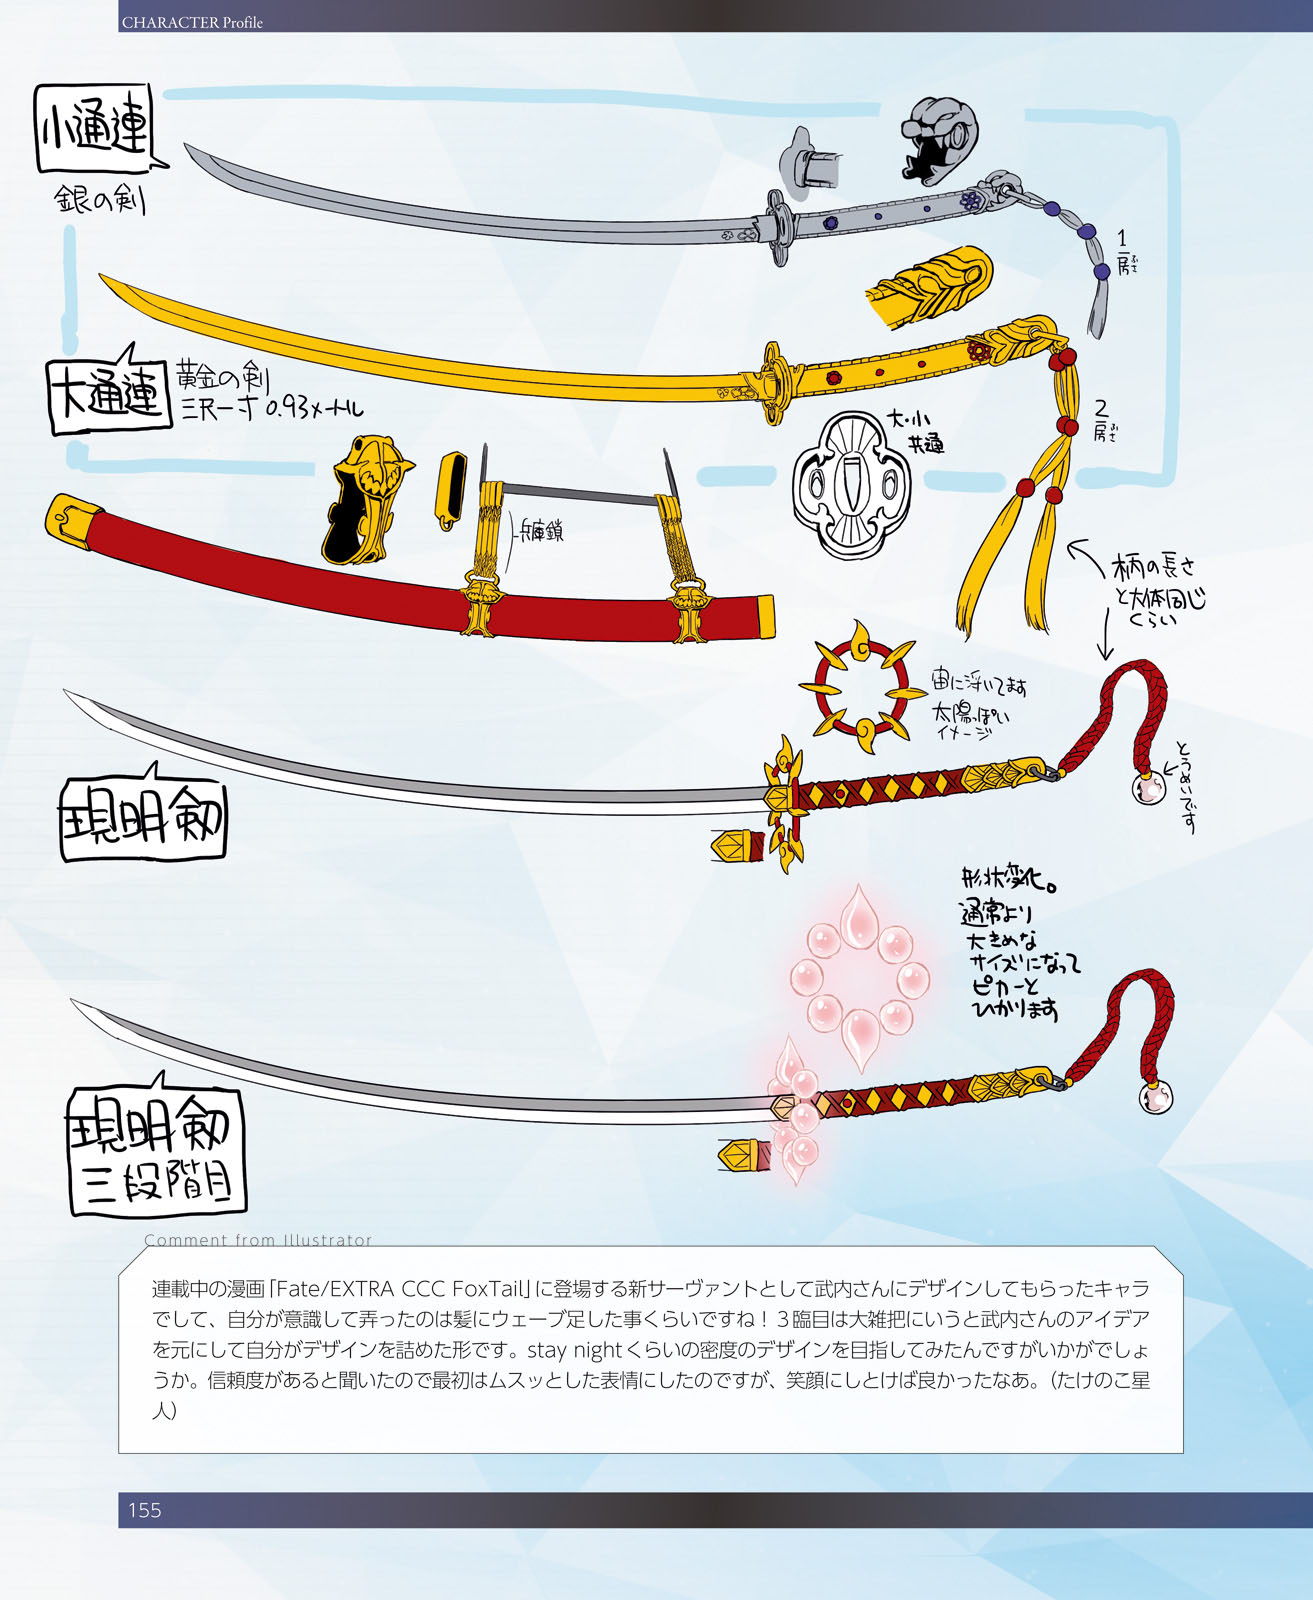 CHARACTER Profile
小通連
銀の剣
1房
ふさ
大通連
黄金の剣
三尺一寸 0.93メートル
2房
ふさ
大・小
共通
兵庫鎖
柄の長さ
と大体同じ
くらい
宙に浮いてます
太陽っぽい
イメージ
とうめいです
現明剱
形状変化。
通常より
大きめな
サイズになって
ピカーと
ひかります
現明剱
三段階目
Comment from Illustrator
連載中の漫画「Fate/EXTRA CCC FoxTail」に登場する新サーヴァントとして武内さんにデザインしてもらったキャラ
でして、自分が意識して弄ったのは髪にウェーブ足した事くらいですね！３臨目は大雑把にいうと武内さんのアイデア
を元にして自分がデザインを詰めた形です。stay nightくらいの密度のデザインを目指してみたんですがいかがでしょ
うか。信頼度があると聞いたので最初はムスッとした表情にしたのですが、笑顔にしとけば良かったなあ。（たけのこ星
人）
155